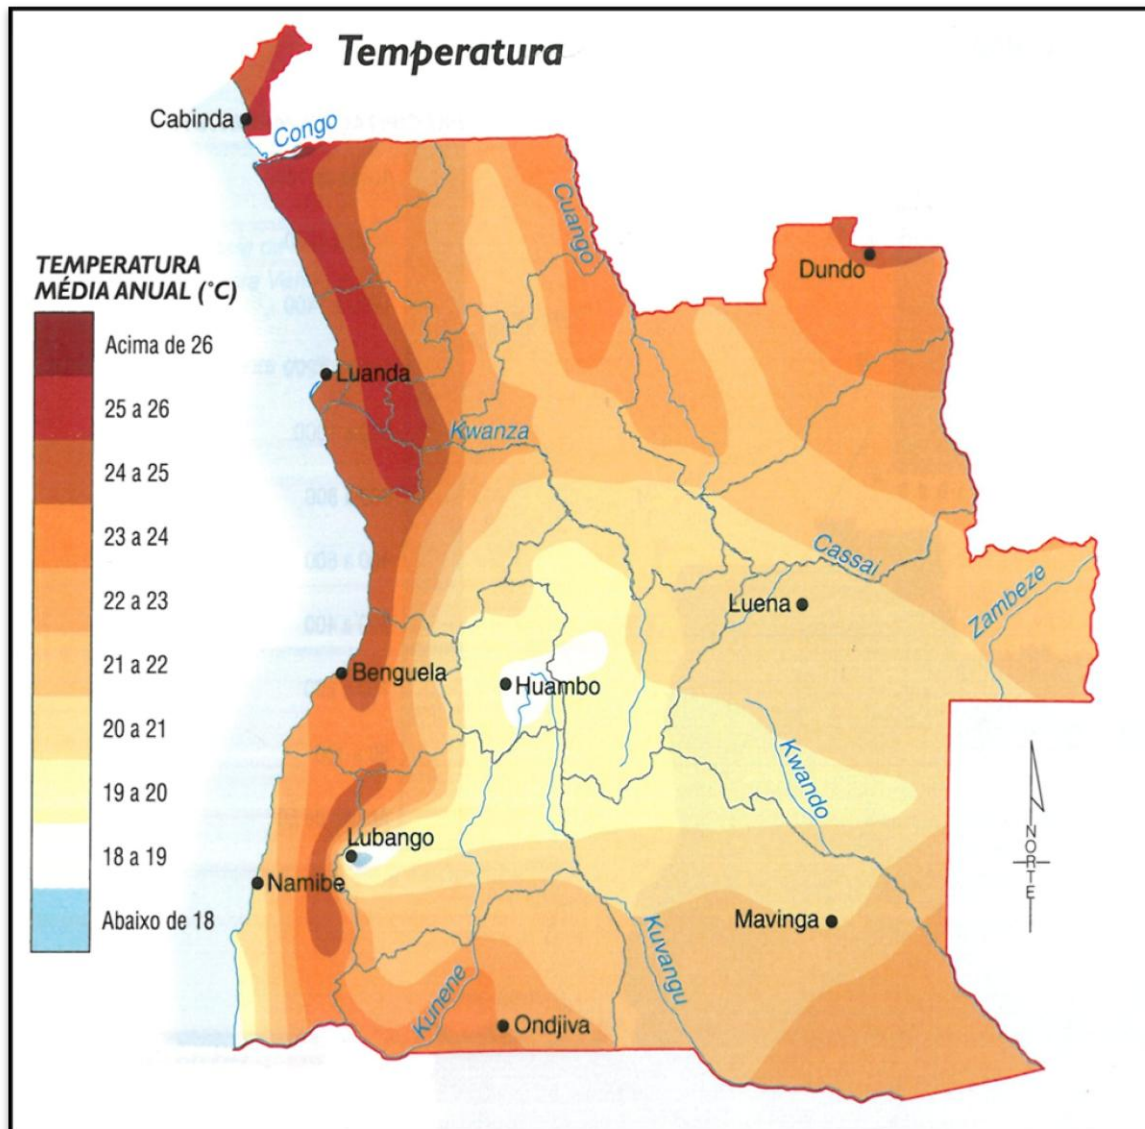 Temperatura
Cabinda
Congo
Cuango
Dundo
TEMPERATURA
MÉDIA ANUAL (°C)
Acima de 26
25 a 26
24 a 25
23 a 24
22 a 23
21 a 22
20 a 21
19 a 20
18 a 19
Abaixo de 18
Luanda
Kwanza
Cassai
Luena
Zambeze
Benguela
Huambo
Kwando
Lubango
Namibe
Mavinga
Kuvangu
Kunene
Ondjiva
NORTE